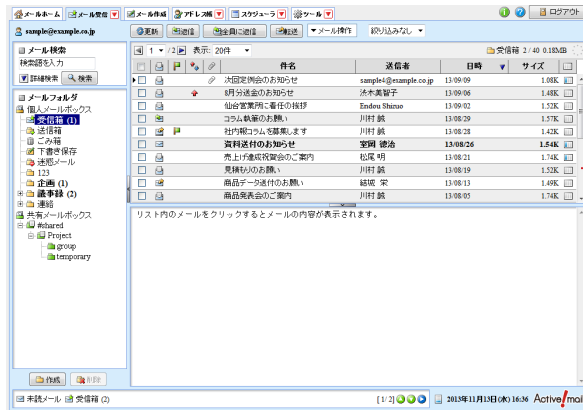 メールホーム メール受信 メール作成 アドレス帳 スケジューラ ツール ログアウト
sample@example.co.jp 更新 返信 全員に返信 転送 ▼メール操作 絞り込みなし
メール検索 1 /2 表示: 20件 受信箱 2 / 40 0.18MB
検索語を入力 件名 送信者 日時 サイズ
詳細検索 検索
次回定例会のお知らせ sample4@example.co.jp 13/09/09 1.08K
8月分送金のお知らせ 渋木美智子 13/09/06 1.48K
仙台営業所ご着任の挨拶 Endou Shinuo 13/09/02 1.52K
コラム執筆のお願い 川村 誠 13/08/29 1.57K
社内報コラムを募集します 川村 誠 13/08/28 1.42K
資料送付のお知らせ 室岡 徳治 13/08/26 1.54K
売上げ達成祝賀会のご案内 松尾 明 13/08/21 1.74K
見積もりのお願い 川村 誠 13/08/19 1.52K
商品データ送付のお願い 結城 栄 13/08/13 1.49K
商品発表会のご案内 川村 誠 13/08/05 1.74K
メールフォルダ
個人メールボックス
受信箱 (1)
送信箱
ごみ箱
下書き保存
迷惑メール
123
企画 (1)
議事録 (2)
連絡
共有メールボックス
#shared
Project
group
temporary
リスト内のメールをクリックするとメールの内容が表示されます。
作成 削除
未読メール 受信箱 (2) [1/2] 2013年11月13日(水) 16:36 Active!mail